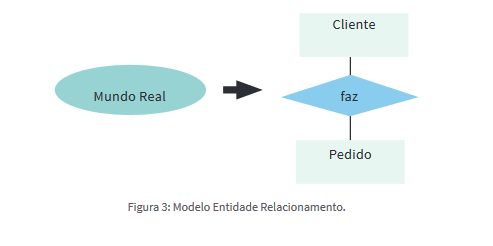 Cliente
Mundo Real
faz
Pedido
Figura 3: Modelo Entidade Relacionamento.